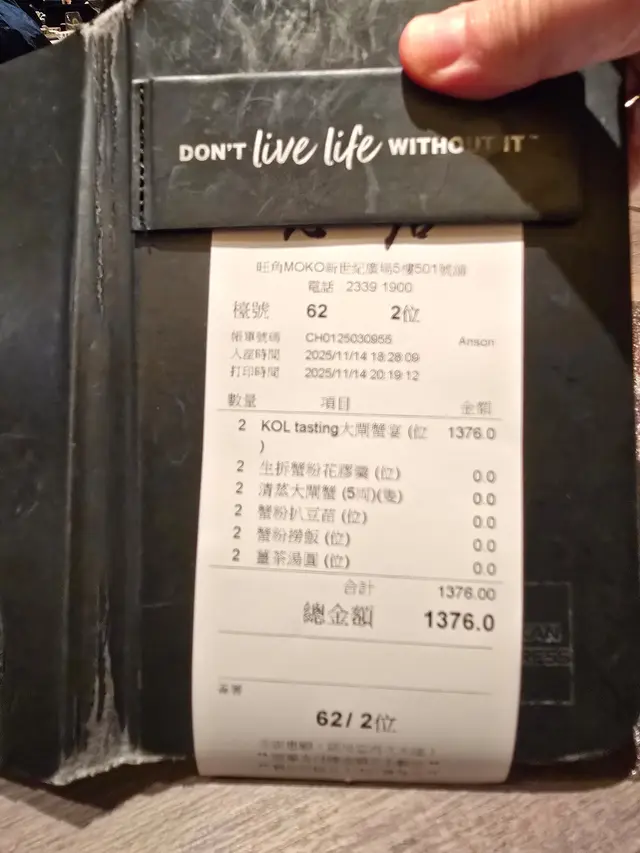 DON'T live life WITHOUT IT™
旺角MOKO新世紀廣場5樓501號舖
電話 2339 1900
檯號 62 2位
帳單號碼 CH0125030955 Anson
入座時間 2025/11/14 18:28:09
打印時間 2025/11/14 20:19:12
數量 項目 金額
2 KOL tasting大閘蟹宴 (位 1376.0
)
2 生折蟹粉花膠羹 (位) 0.0
2 清蒸大閘蟹 (5両)(隻) 0.0
2 蟹粉扒豆苗 (位) 0.0
2 蟹粉撈飯 (位) 0.0
2 薑茶湯圓 (位) 0.0
合計 1376.00
總金額 1376.0
簽署
62/ 2位